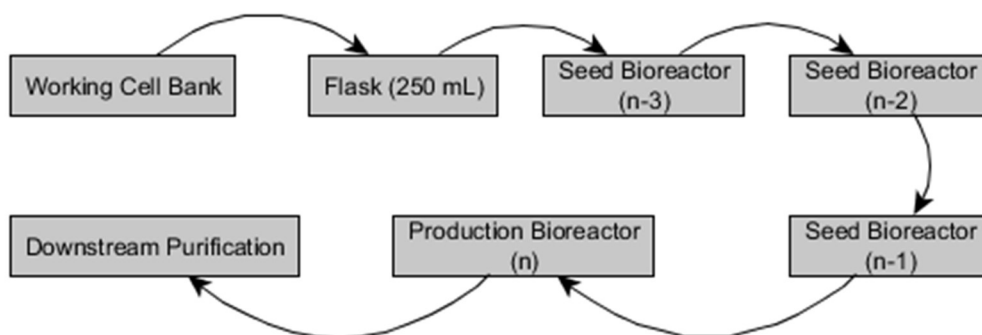 Working Cell Bank
Flask (250 mL)
Seed Bioreactor
(n-3)
Seed Bioreactor
(n-2)
Seed Bioreactor
(n-1)
Production Bioreactor
(n)
Downstream Purification